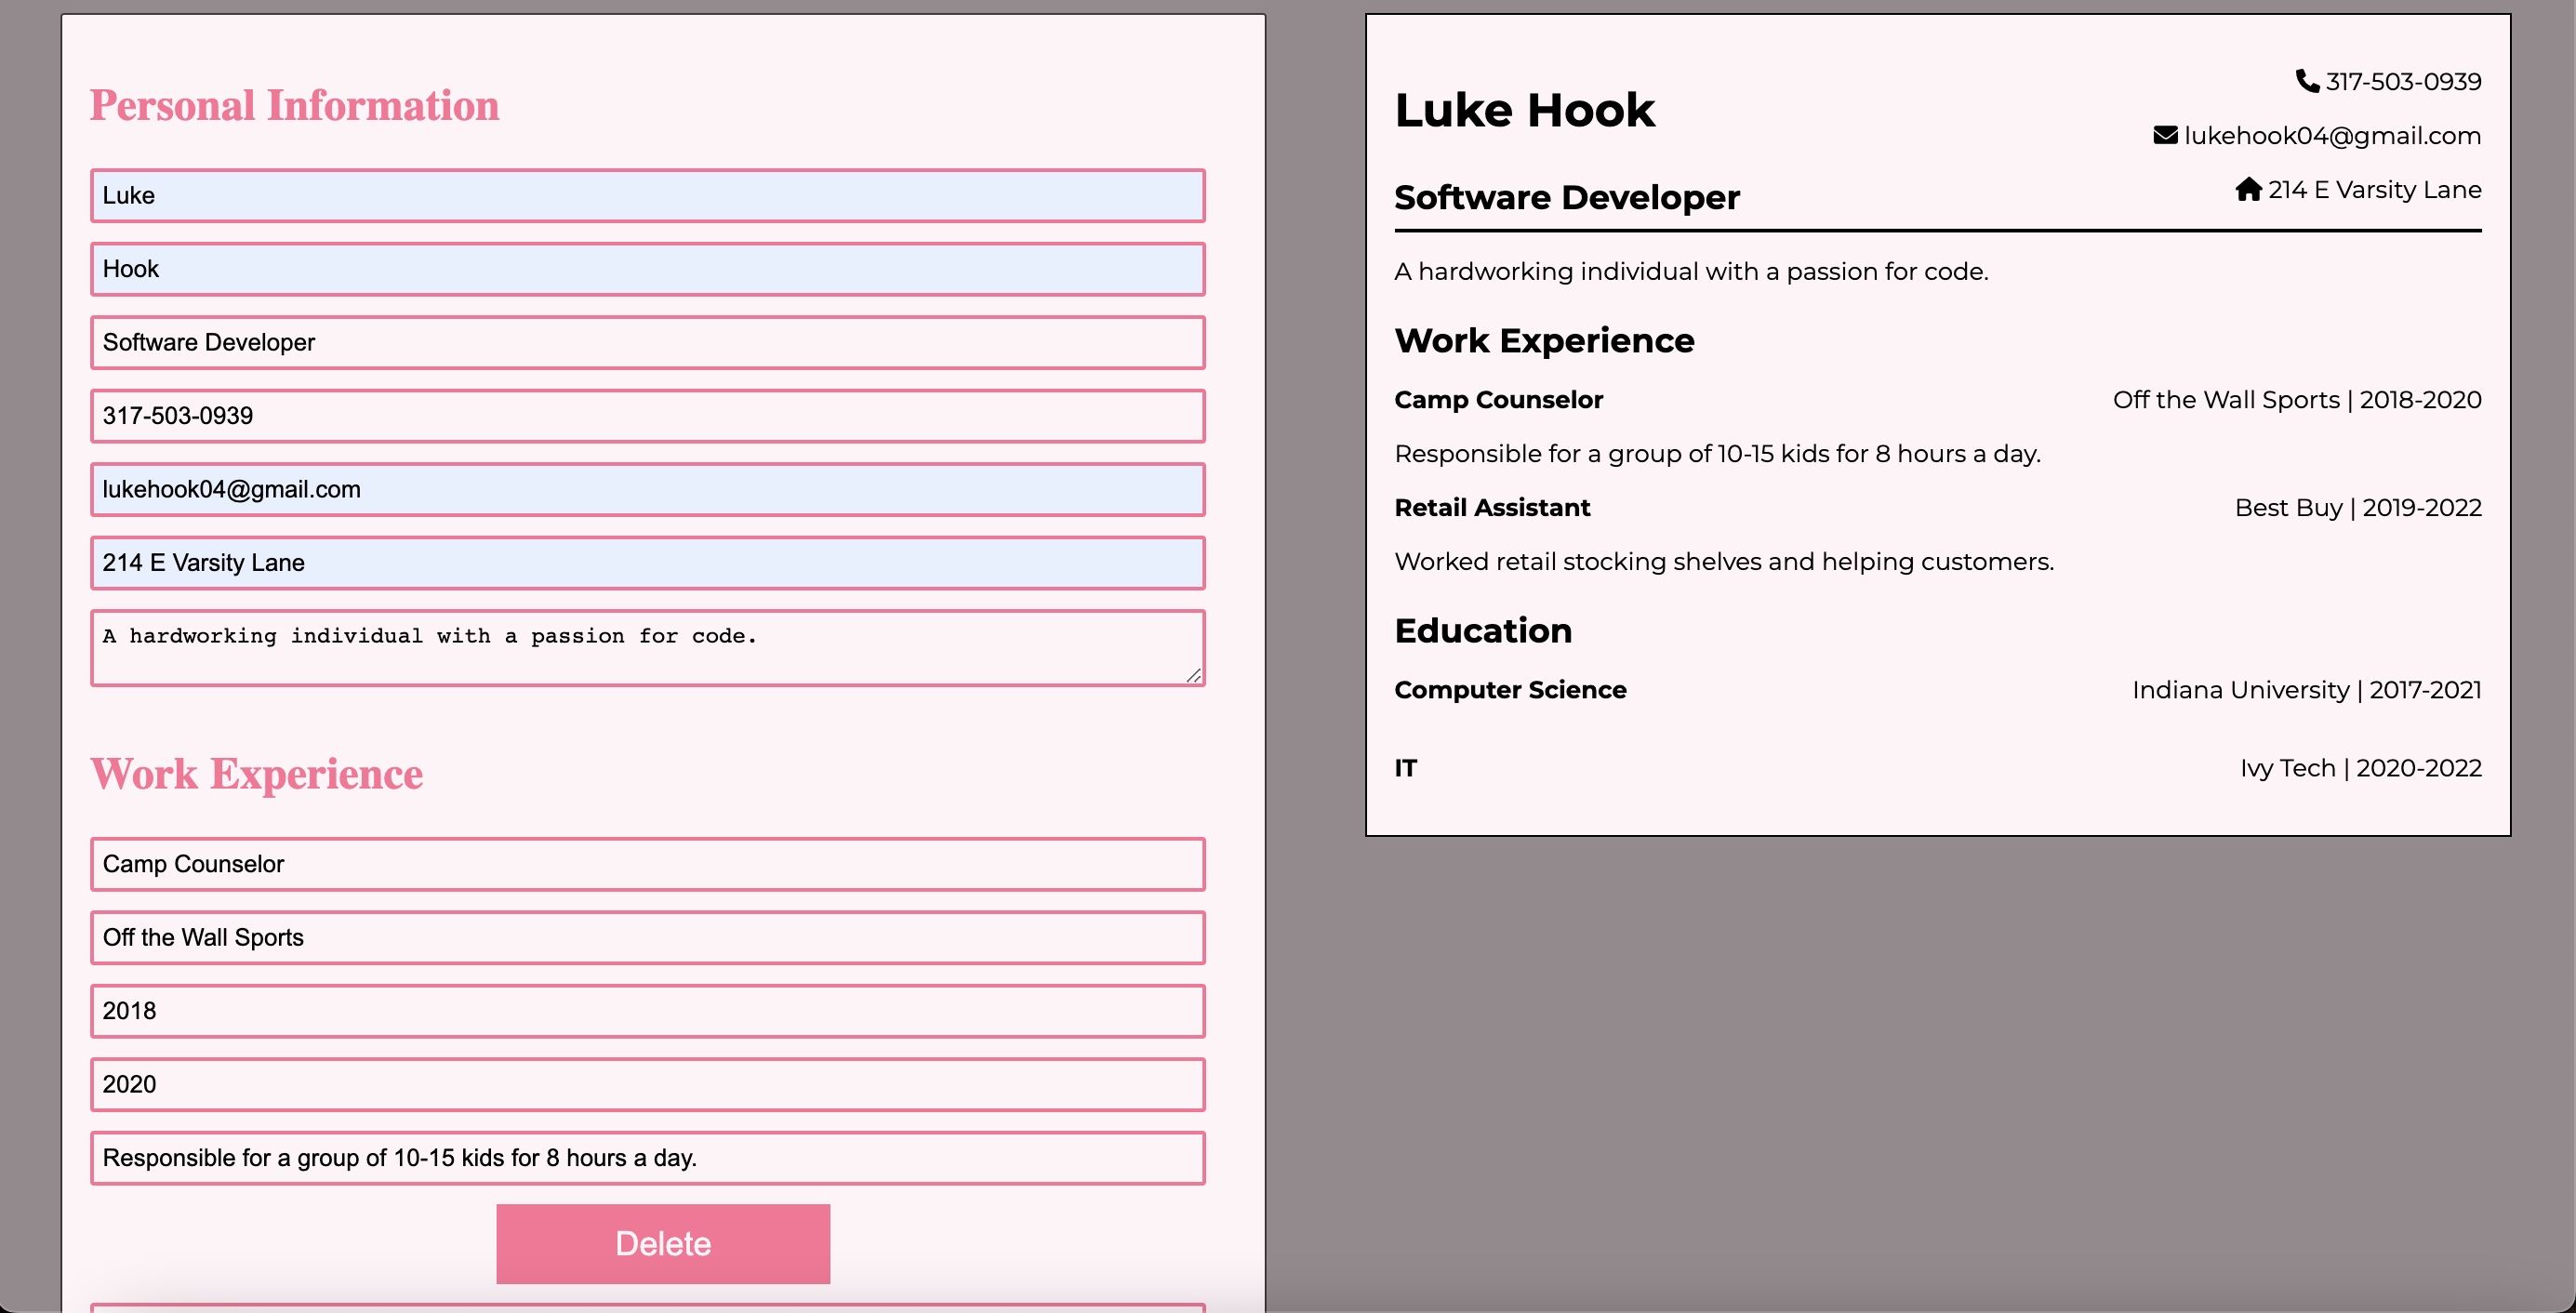 Personal Information
Luke
Hook
Software Developer
317-503-0939
lukehook04@gmail.com
214 E Varsity Lane
A hardworking individual with a passion for code.
Work Experience
Camp Counselor
Off the Wall Sports
2018
2020
Responsible for a group of 10-15 kids for 8 hours a day.
Delete
Luke Hook
317-503-0939
lukehook04@gmail.com
Software Developer
214 E Varsity Lane
A hardworking individual with a passion for code.
Work Experience
Camp Counselor Off the Wall Sports | 2018-2020
Responsible for a group of 10-15 kids for 8 hours a day.
Retail Assistant Best Buy | 2019-2022
Worked retail stocking shelves and helping customers.
Education
Computer Science Indiana University | 2017-2021
IT Ivy Tech | 2020-2022